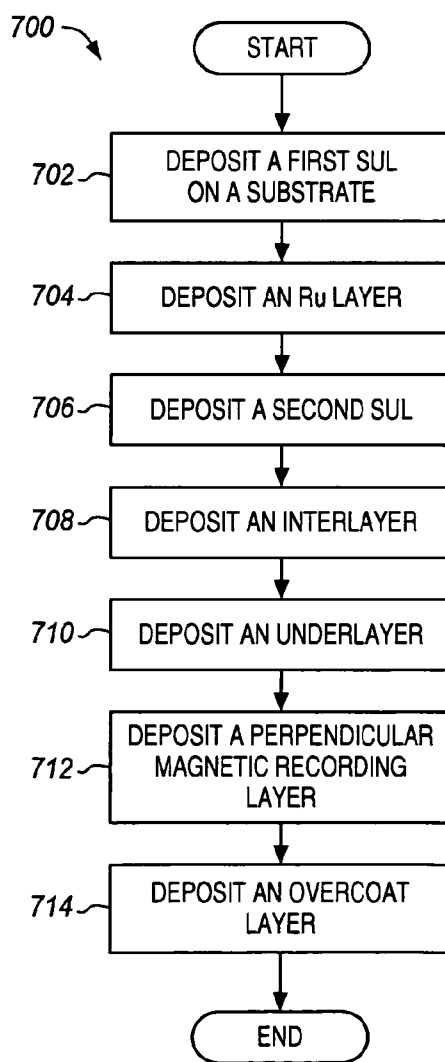 700
START
702
DEPOSIT A FIRST SUL
ON A SUBSTRATE
704
DEPOSIT AN Ru LAYER
706
DEPOSIT A SECOND SUL
708
DEPOSIT AN INTERLAYER
710
DEPOSIT AN UNDERLAYER
712
DEPOSIT A PERPENDICULAR
MAGNETIC RECORDING
LAYER
714
DEPOSIT AN OVERCOAT
LAYER
END